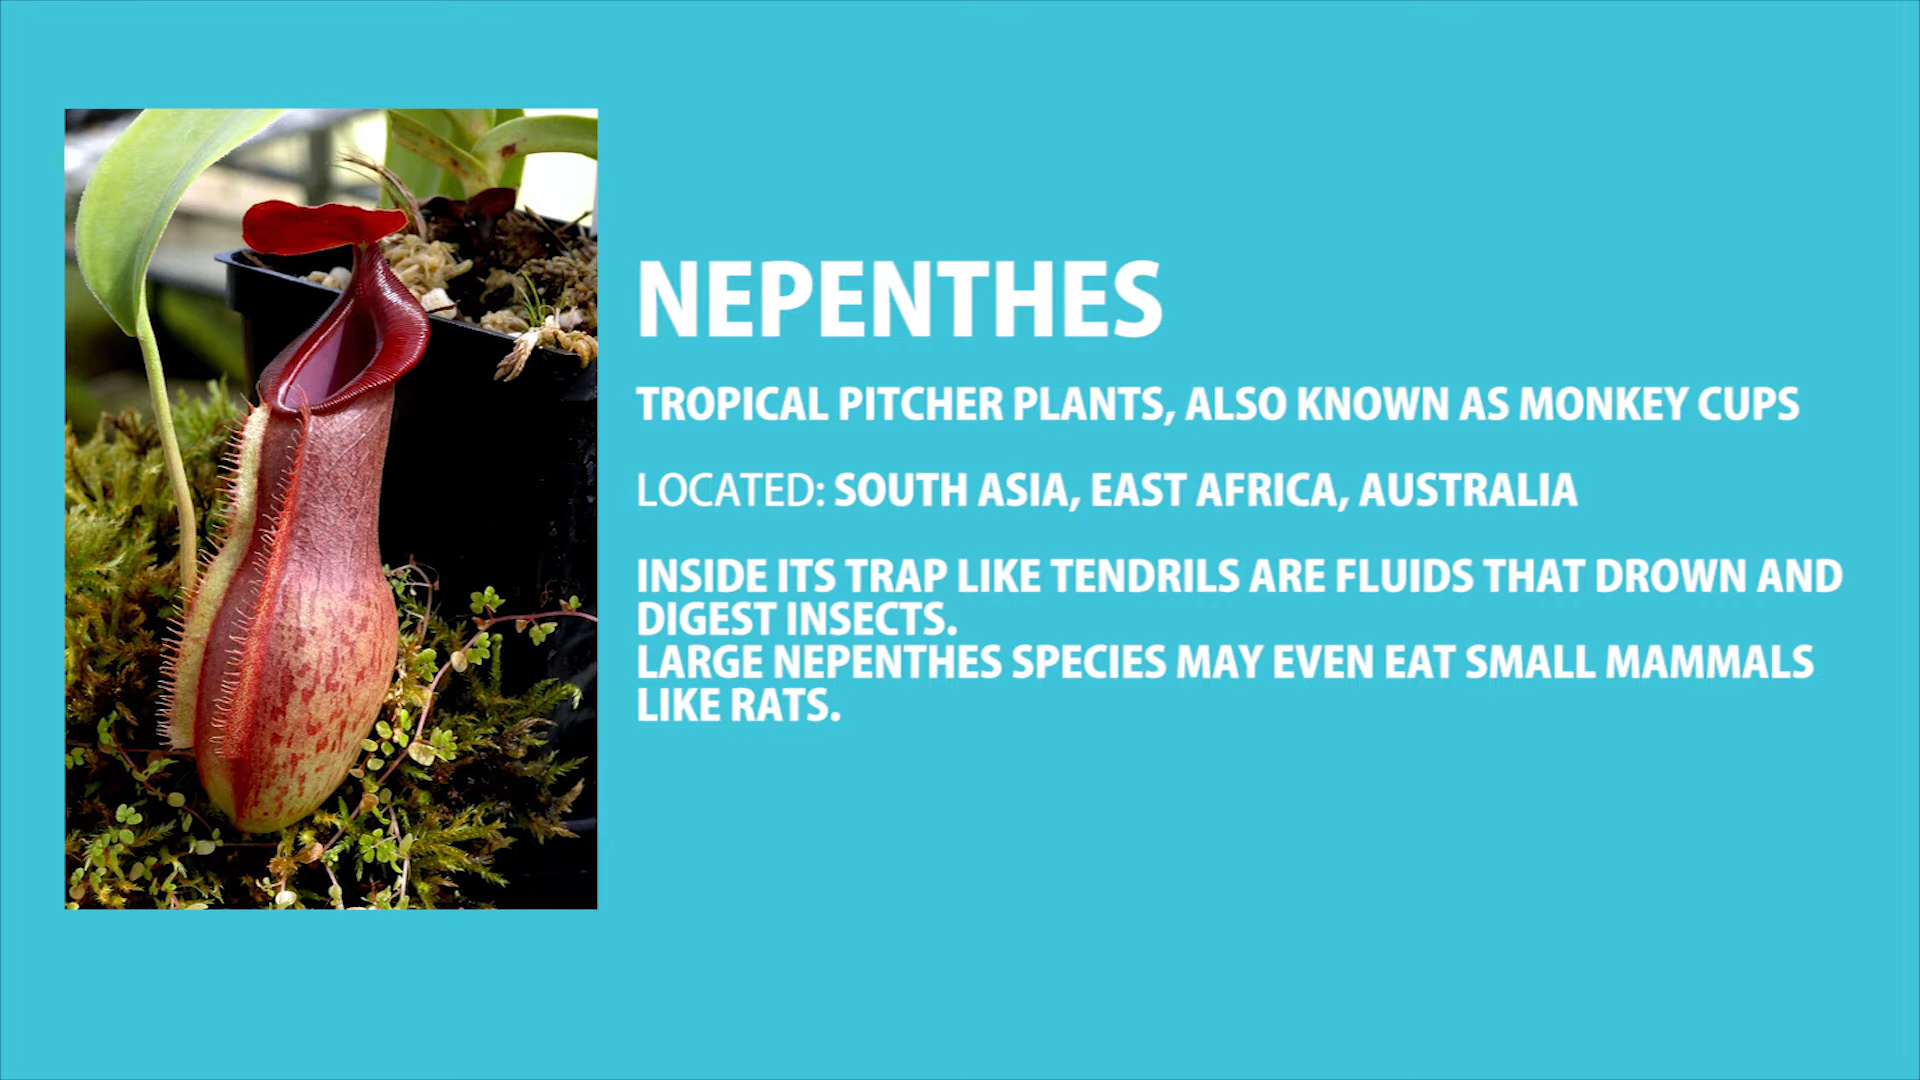 NEPENTHES
TROPICAL PITCHER PLANTS, ALSO KNOWN AS MONKEY CUPS
LOCATED: SOUTH ASIA, EAST AFRICA, AUSTRALIA
INSIDE ITS TRAP LIKE TENDRILS ARE FLUIDS THAT DROWN AND
DIGEST INSECTS.
LARGE NEPENTHES SPECIES MAY EVEN EAT SMALL MAMMALS
LIKE RATS.